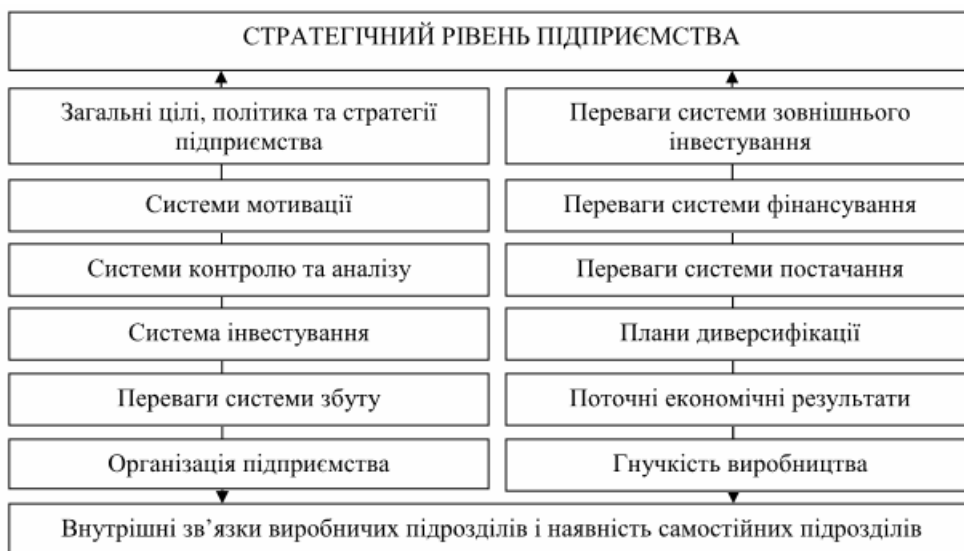 СТРАТЕГІЧНИЙ РІВЕНЬ ПІДПРИЄМСТВА
Загальні цілі, політика та стратегії
підприємства
Системи мотивації
Системи контролю та аналізу
Система інвестування
Переваги системи збуту
Організація підприємства
Переваги системи зовнішнього
інвестування
Переваги системи фінансування
Переваги системи постачання
Плани диверсифікації
Поточні економічні результати
Гнучкість виробництва
Внутрішні зв’язки виробничих підрозділів і наявність самостійних підрозділів